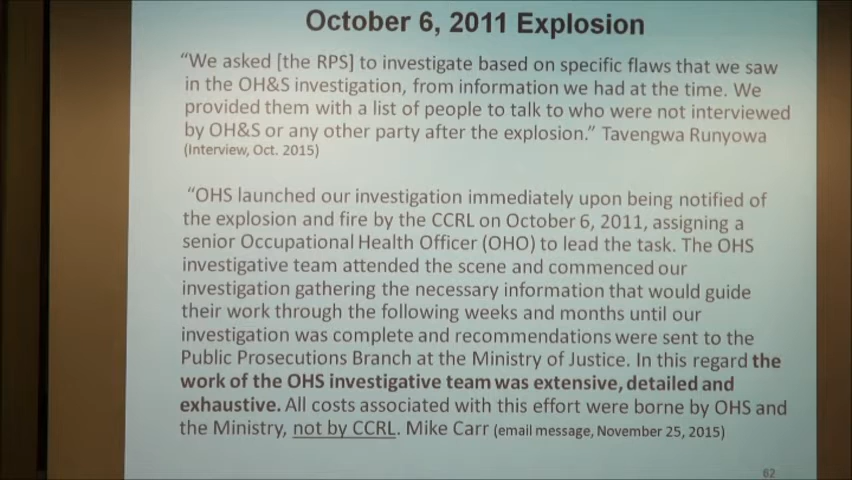 October 6, 2011 Explosion
“We asked [the RPS] to investigate based on specific flaws that we saw
in the OH&S investigation, from information we had at the time. We
provided them with a list of people to talk to who were not interviewed
by OH&S or any other party after the explosion.” Tavengwa Runyowa
(Interview, Oct. 2015)
“OHS launched our investigation immediately upon being notified of
the explosion and fire by the CCRL on October 6, 2011, assigning a
senior Occupational Health Officer (OHO) to lead the task. The OHS
investigative team attended the scene and commenced our
investigation gathering the necessary information that would guide
their work through the following weeks and months until our
investigation was complete and recommendations were sent to the
Public Prosecutions Branch at the Ministry of Justice. In this regard the
work of the OHS investigative team was extensive, detailed and
exhaustive. All costs associated with this effort were borne by OHS and
the Ministry, not by CCRL. Mike Carr (email message, November 25, 2015)
62